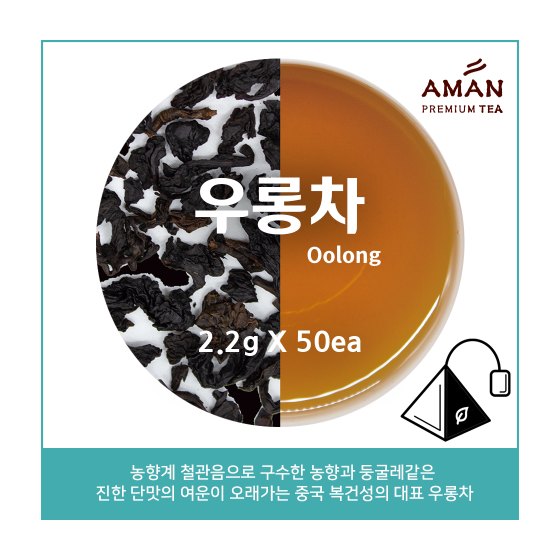 AMAN
PREMIUM TEA
우롱차
Oolong
2.2g X 50ea
농향계 철관음으로 구수한 농향과 둥굴레같은
진한 단맛의 여운이 오래가는 중국 복건성의 대표 우롱차